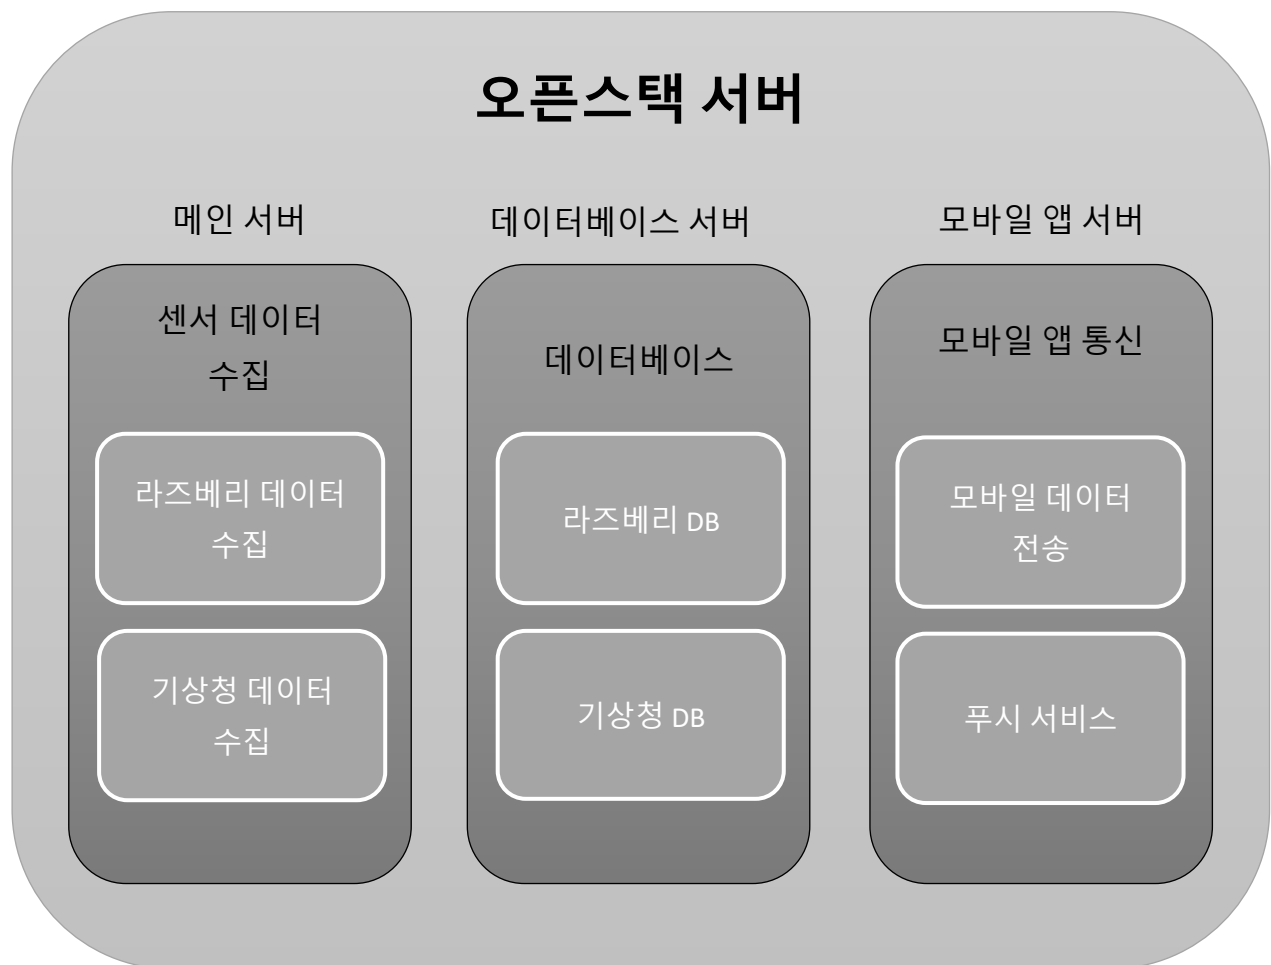 오픈스택 서버
메인 서버
데이터베이스 서버
모바일 앱 서버
센서 데이터
수집
라즈베리 데이터
수집
기상청 데이터
수집
데이터베이스
라즈베리 DB
기상청 DB
모바일 앱 통신
모바일 데이터
전송
푸시 서비스